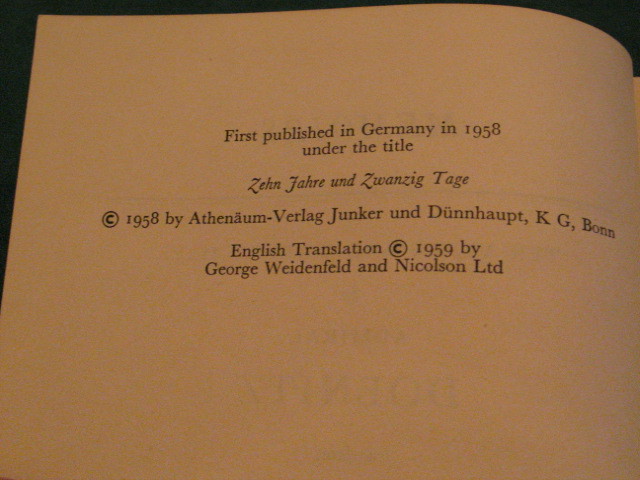 First published in Germany in 1958
under the title
Zehn Jahre und Zwanzig Tage
© 1958 by Athenäum-Verlag Junker und Dünnhaupt, K G, Bonn
English Translation © 1959 by
George Weidenfeld and Nicolson Ltd